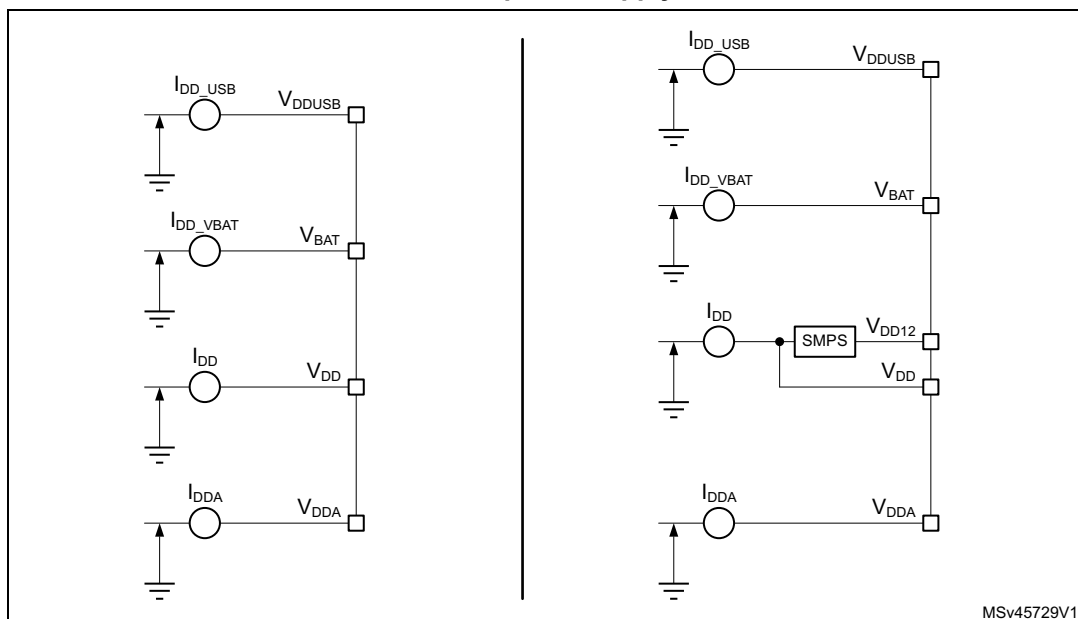 I_DD_USB
V_DDUSB
I_DD_VBAT
V_BAT
I_DD
V_DD
I_DDA
V_DDA
I_DD_USB
V_DDUSB
I_DD_VBAT
V_BAT
I_DD
SMPS
V_DD12
V_DD
I_DDA
V_DDA
MSv45729V1